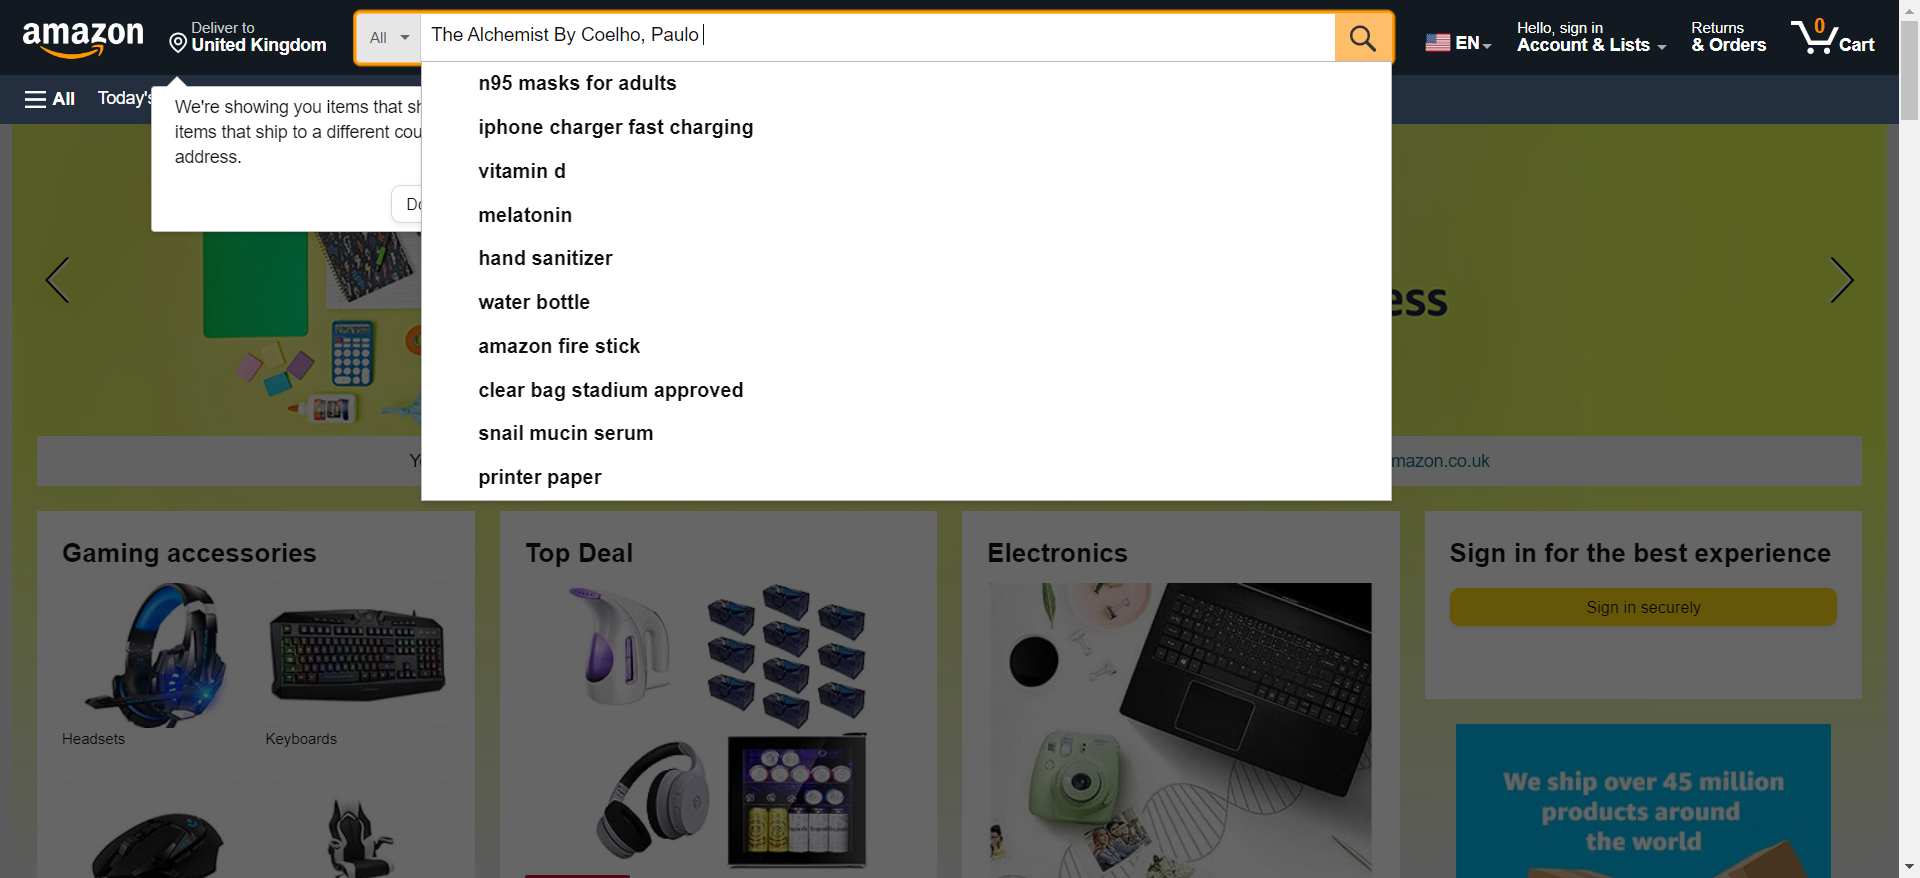 amazon
Deliver to
United Kingdom
All
The Alchemist By Coelho, Paulo
EN
Hello, sign in
Account & Lists
Returns
& Orders
0
Cart
All
Today's
We're showing you items that
items that ship to a different
address.
n95 masks for adults
iphone charger fast charging
vitamin d
melatonin
hand sanitizer
water bottle
amazon fire stick
clear bag stadium approved
snail mucin serum
printer paper
ess
mazon.co.uk
Gaming accessories
Headsets
Keyboards
Top Deal
Electronics
Sign in for the best experience
Sign in securely
We ship over 45 million
products around
the world